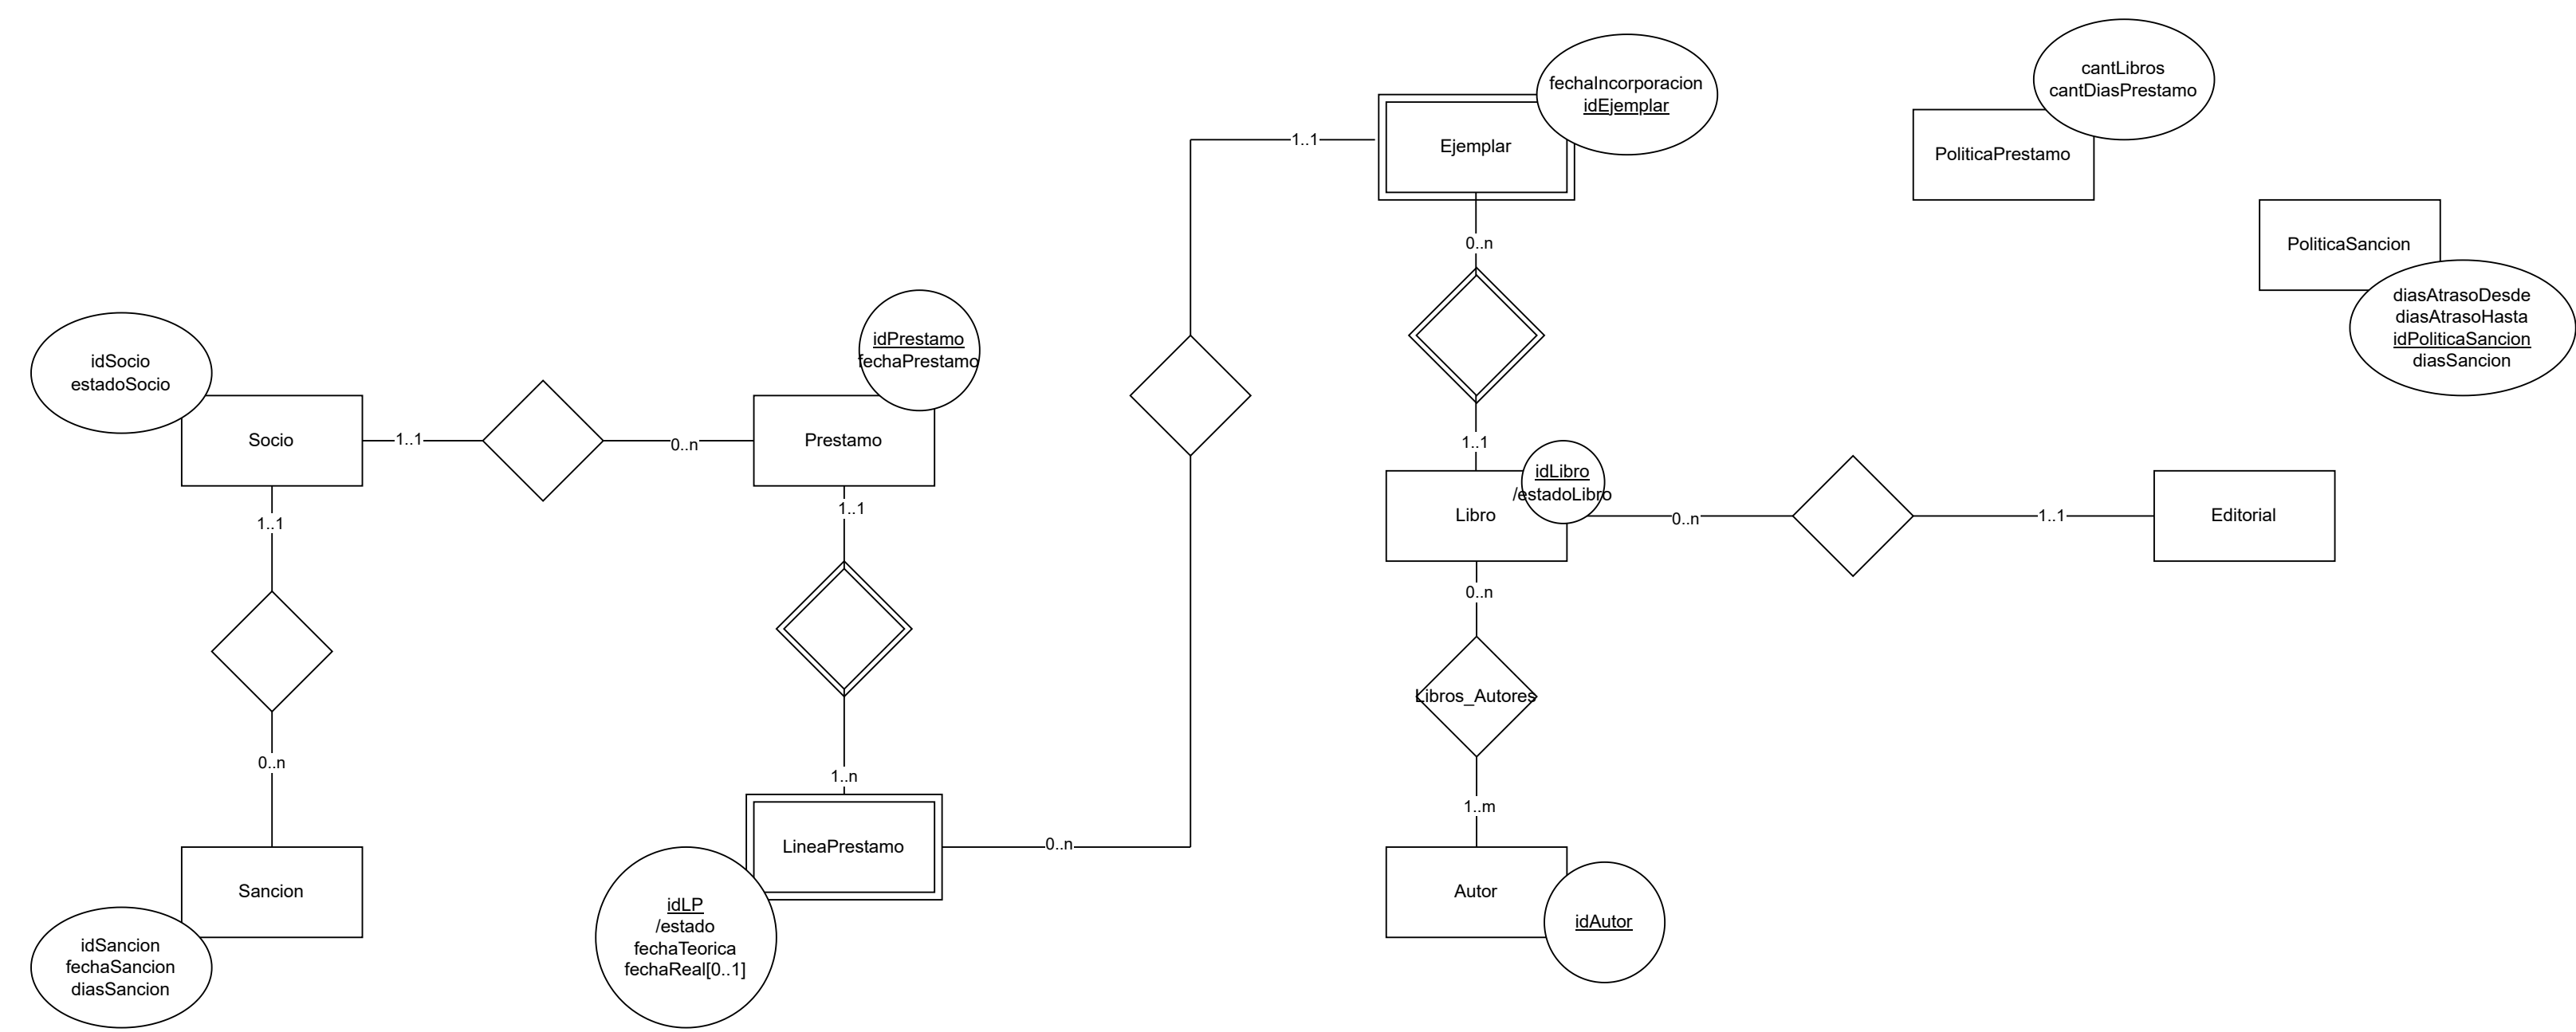 cantLibros
cantDiasPrestamo
PoliticaPrestamo
fechaIncorporacion
idEjemplar
Ejemplar
1..1
0..n
PoliticaSancion
diasAtrasoDesde
diasAtrasoHasta
idPoliticaSancion
diasSancion
idSocio
estadoSocio
Socio
1..1
0..n
idPrestamo
fechaPrestamo
Prestamo
1..1
1..1
idLibro
/estadoLibro
Libro
0..n
1..1
Editorial
1..1
0..n
Libros_Autores
0..n
1..n
1..m
LineaPrestamo
0..n
Sancion
Autor
idAutor
idLP
/estado
fechaTeorica
fechaReal[0..1]
idSancion
fechaSancion
diasSancion